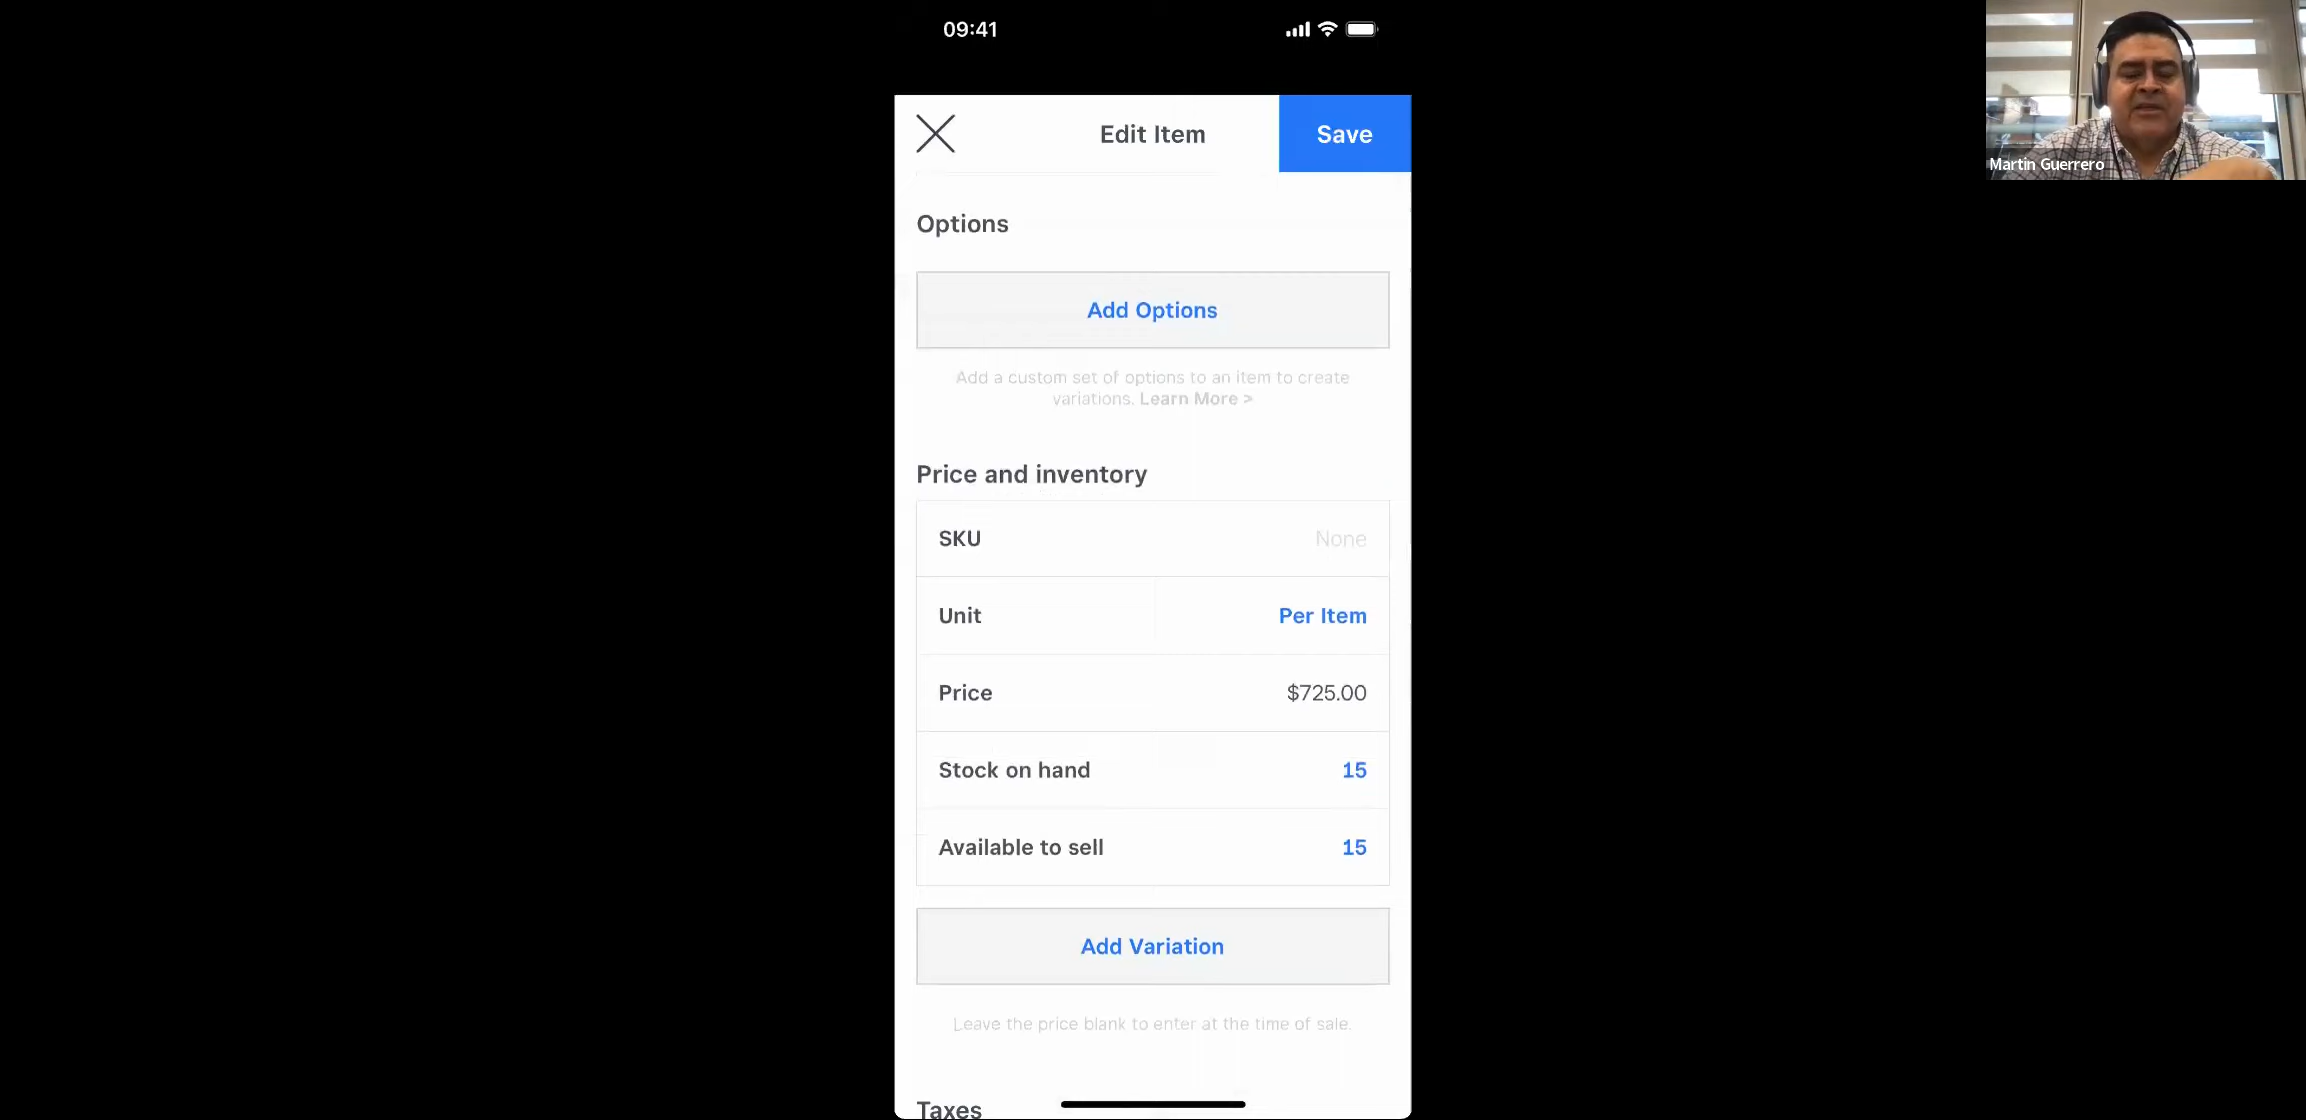 09:41
Edit Item
Save
Options
Add Options
Add a custom set of options to an item to create
variations. Learn More >
Price and inventory
SKU
None
Unit
Per Item
Price
$725.00
Stock on hand
15
Available to sell
15
Add Variation
Leave the price blank to enter at the time of sale.
Taxes
Martin Guerrero